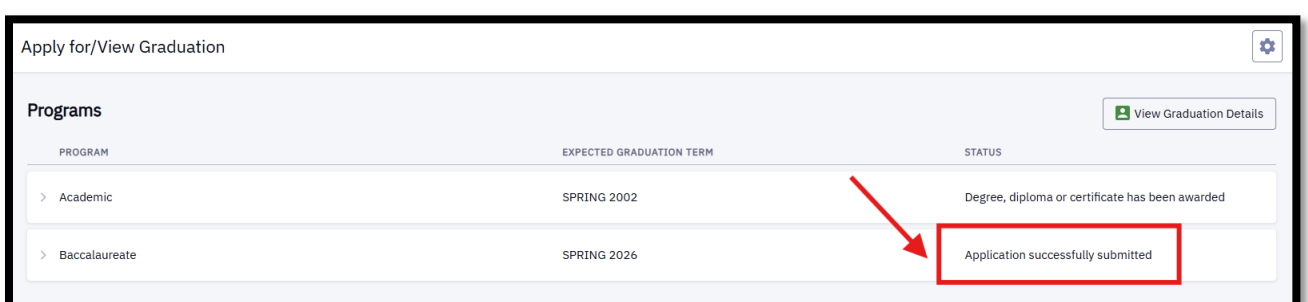 Apply for/View Graduation
Programs
View Graduation Details
PROGRAM EXPECTED GRADUATION TERM STATUS
Academic SPRING 2002 Degree, diploma or certificate has been awarded
Baccalaureate SPRING 2026 Application successfully submitted